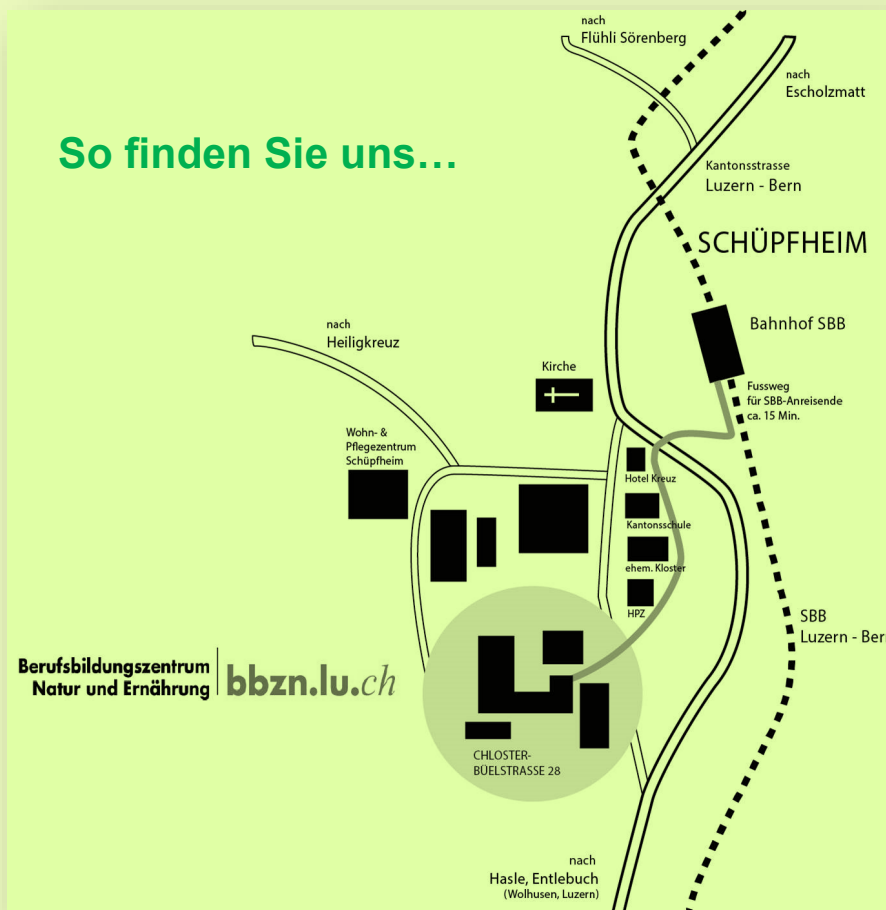 nach
Flühli Sörenberg
nach
Escholzmatt
So finden Sie uns...
Kantonsstrasse
Luzern - Bern
SCHÜPFHEIM
Bahnhof SBB
nach
Heiligkreuz
Kirche
Fussweg
für SBB-Anreisende
ca. 15 Min.
Wohn- &
Pflegezentrum
Schüpfheim
Hotel Kreuz
Kantonsschule
ehem. Kloster
HPZ
SBB
Luzern - Bern
Berufsbildungszentrum
Natur und Ernährung
bbzn.lu.ch
CHLOSTER-
BÜELSTRASSE 28
nach
Hasle, Entlebuch
(Wolhusen, Luzern)